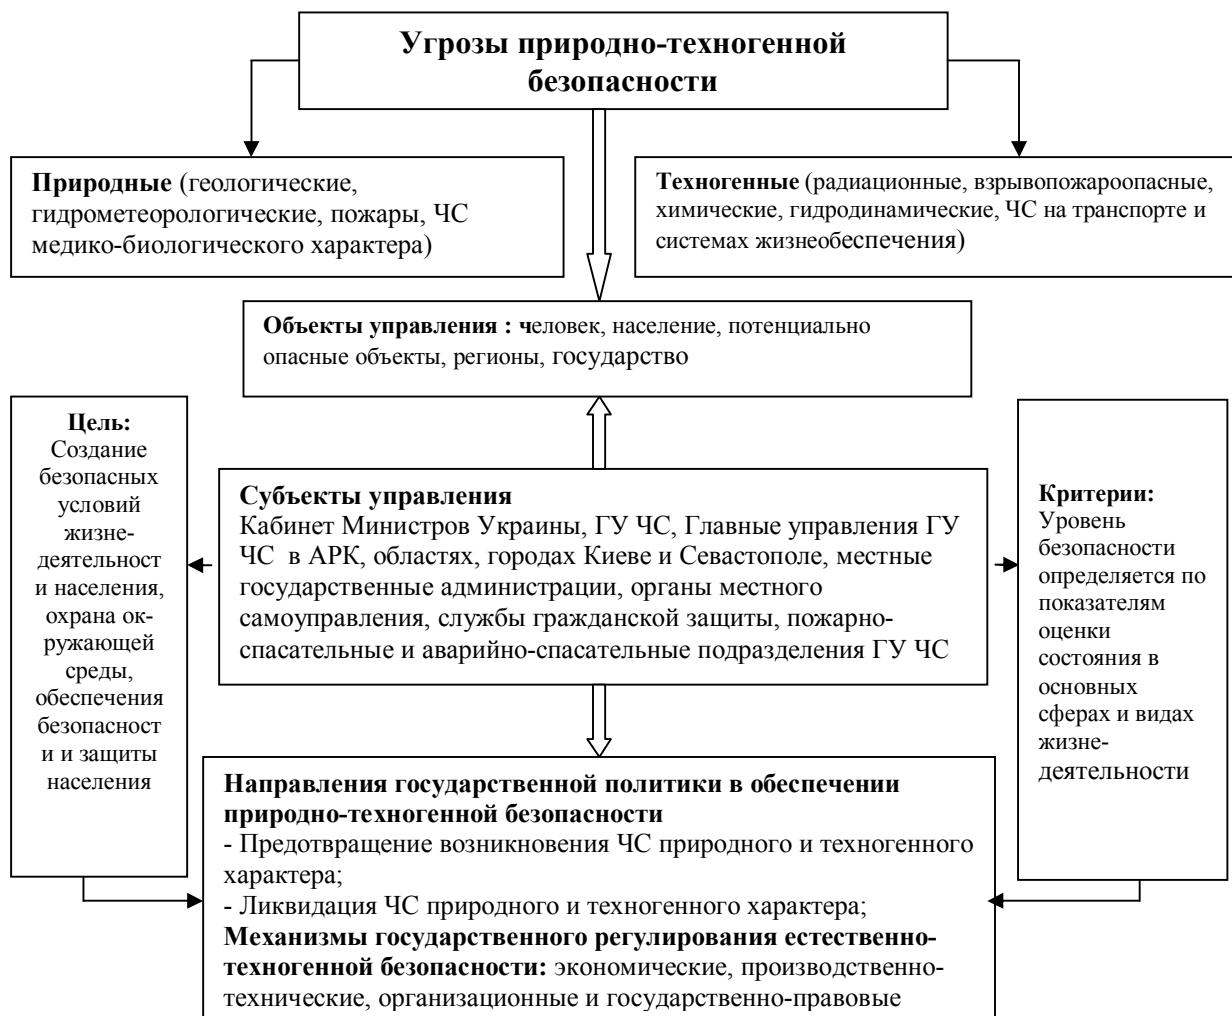 Угрозы природно-техногенной
безопасности
Природные (геологические,
гидрометеорологические, пожары, ЧС
медико-биологического характера)
Техногенные (радиационные, взрывопожароопасные,
химические, гидродинамические, ЧС на транспорте и
системах жизнеобеспечения)
Объекты управления : человек, население, потенциально
опасные объекты, регионы, государство
Цель:
Создание
безопасных
условий
жизне-
деятельност
и населения,
охрана ок-
ружающей
среды,
обеспечения
безопасност
и и защиты
населения
Субъекты управления
Кабинет Министров Украины, ГУ ЧС, Главные управления ГУ
ЧС в АРК, областях, городах Киеве и Севастополе, местные
государственные администрации, органы местного
самоуправления, службы гражданской защиты, пожарно-
спасательные и аварийно-спасательные подразделения ГУ ЧС
Критерии:
Уровень
безопасности
определяется по
показателям
оценки
состояния в
основных
сферах и видах
жизне-
деятельности
Направления государственной политики в обеспечении
природно-техногенной безопасности
- Предотвращение возникновения ЧС природного и техногенного
характера;
- Ликвидация ЧС природного и техногенного характера;
Механизмы государственного регулирования естественно-
техногенной безопасности: экономические, производственно-
технические, организационные и государственно-правовые